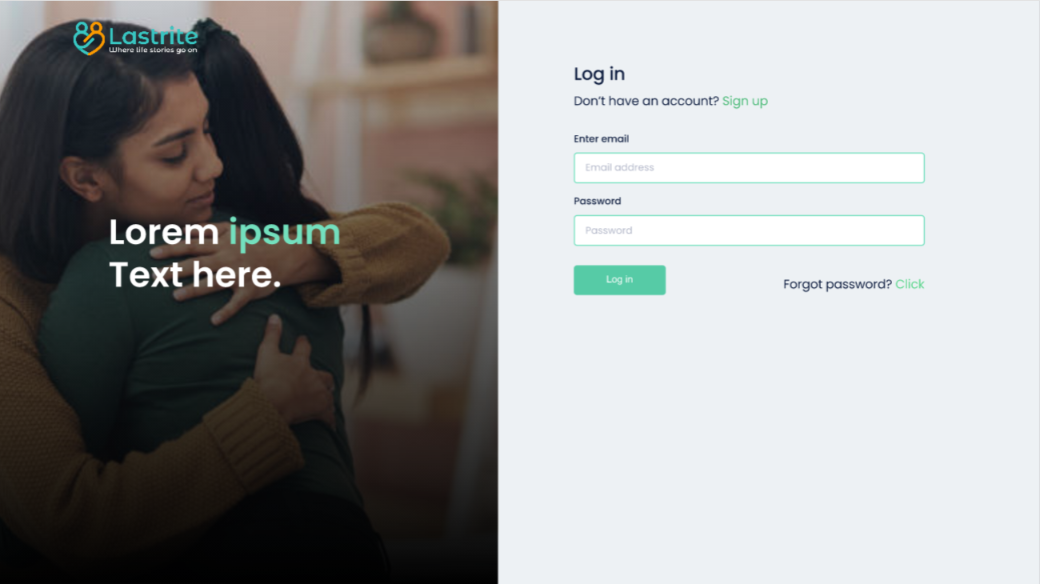 Lastrite
Where life stories go on
Lorem ipsum
Text here.
Log in
Don't have an account? Sign up
Enter email
Email address
Password
Password
Log in
Forgot password? Click